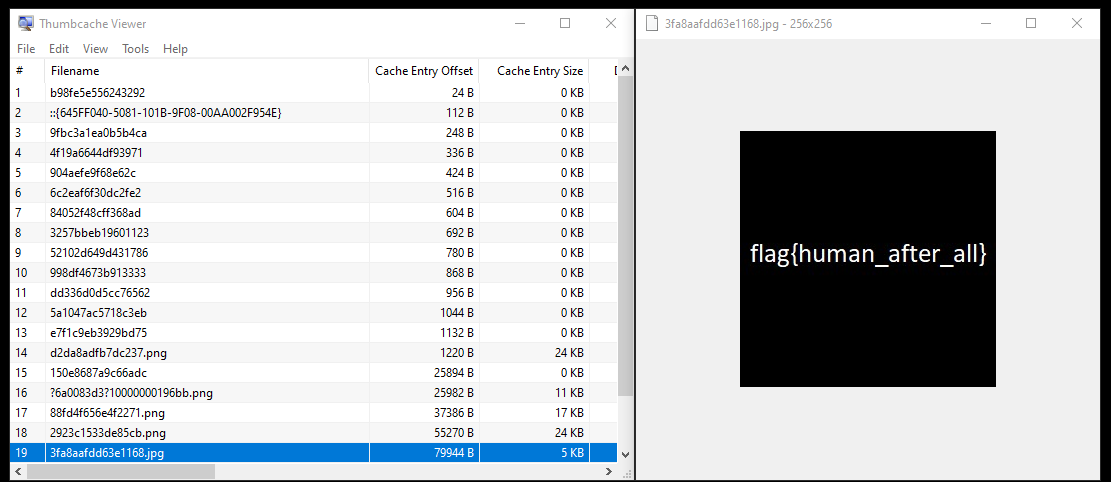 Thumbcache Viewer
File Edit View Tools Help
# Filename Cache Entry Offset Cache Entry Size
1 b98fe5e556243292 24 B 0 KB
2 ::{645FF040-5081-101B-9F08-00AA002F954E} 112 B 0 KB
3 9fbc3a1ea0b5b4ca 248 B 0 KB
4 4f19a6644df93971 336 B 0 KB
5 904aefe9f68e62c 424 B 0 KB
6 6c2eaf6f30dc2fe2 516 B 0 KB
7 84052f48cff368ad 604 B 0 KB
8 3257bbeb19601123 692 B 0 KB
9 52102d649d431786 780 B 0 KB
10 998df4673b913333 868 B 0 KB
11 dd336d0d5cc76562 956 B 0 KB
12 5a1047ac5718c3eb 1044 B 0 KB
13 e7f1c9eb3929bd75 1132 B 0 KB
14 d2da8adfb7dc237.png 1220 B 24 KB
15 150e8687a9c66adc 25894 B 0 KB
16 ?6a0083d3?10000000196bb.png 25982 B 11 KB
17 88fd4f656e4f2271.png 37386 B 17 KB
18 2923c1533de85cb.png 55270 B 24 KB
19 3fa8aafdd63e1168.jpg 79944 B 5 KB
3fa8aafdd63e1168.jpg - 256x256
flag{human_after_all}